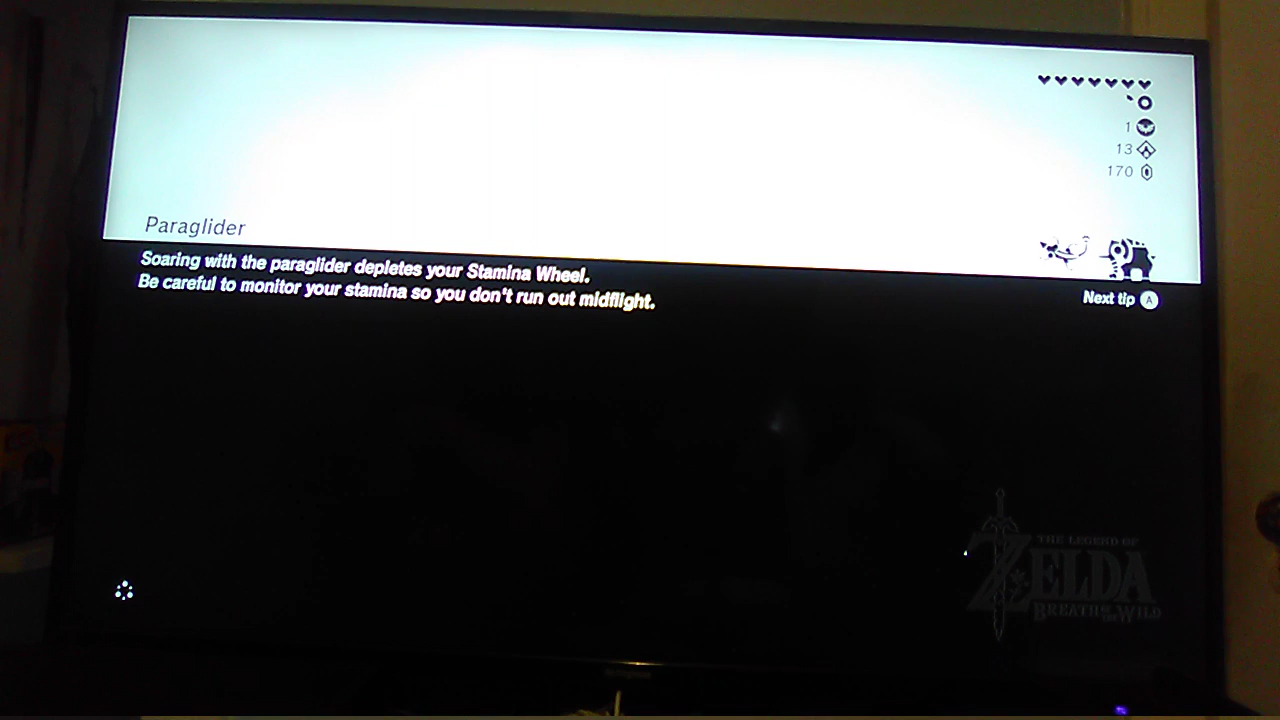 1
13
170
Paraglider
Soaring with the paraglider depletes your Stamina Wheel.
Be careful to monitor your stamina so you don't run out midflight.
Next tip A
THE LEGEND OF
ZELDA
BREATH OF THE WILD